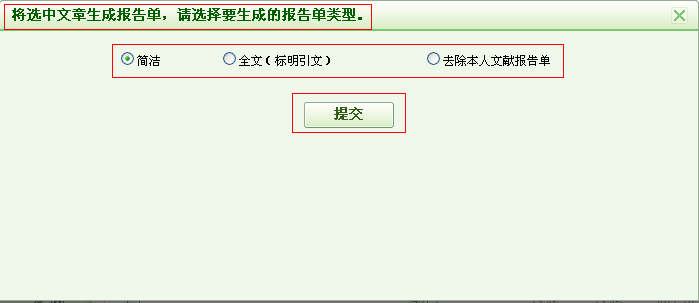 将选中文章生成报告单，请选择要生成的报告单类型。
简洁 全文（标明引文） 去除本人文献报告单
提交